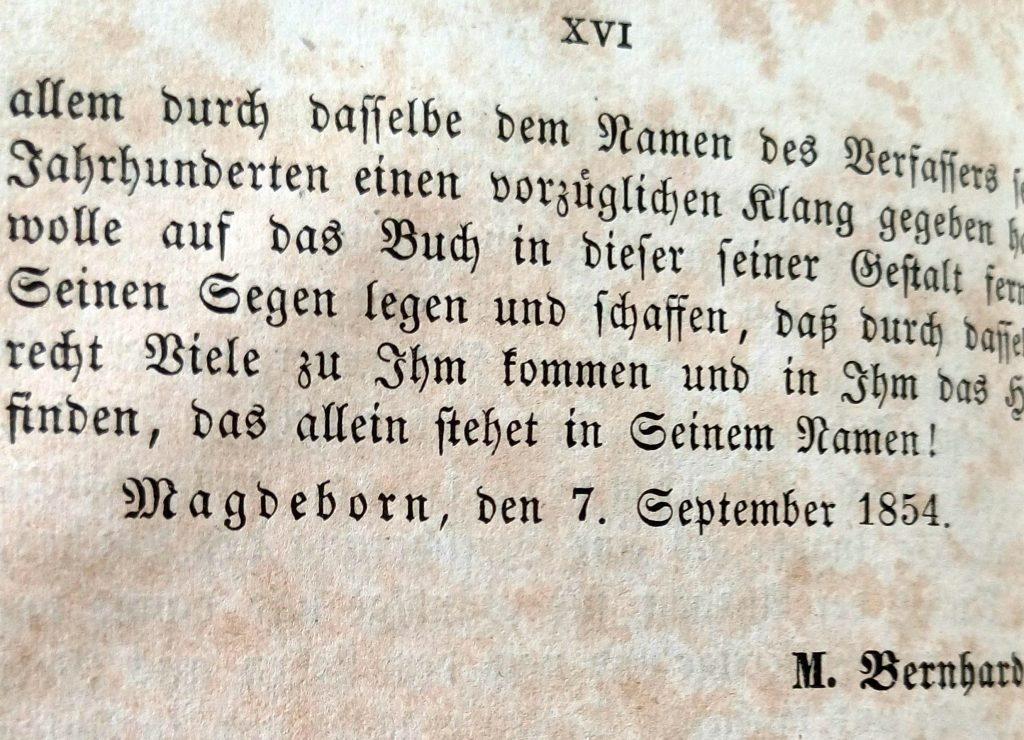 XVI
allem durch daſſelbe dem Namen des Verfaſſers
Jahrhunderten einen vorzüglichen Klang gegeben
wolle auf das Buch in dieſer ſeiner Geſtalt
Seinen Segen legen und ſchaffen, daß durch
recht Viele zu Ihm kommen und in Ihm das
finden, das allein ſtehet in Seinem Namen!
Magdeborn, den 7. September 1854.
M. Bernhard